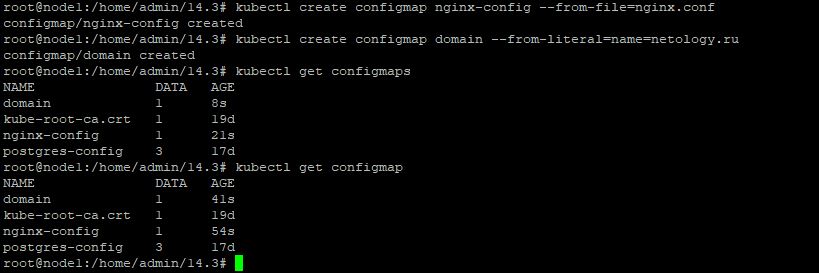 root@node1:/home/admin/14.3# kubectl create configmap nginx-config --from-file=nginx.conf
configmap/nginx-config created
root@node1:/home/admin/14.3# kubectl create configmap domain --from-literal=name=netology.ru
configmap/domain created
root@node1:/home/admin/14.3# kubectl get configmaps
NAME               DATA   AGE
domain             1      8s
kube-root-ca.crt   1      19d
nginx-config       1      21s
postgres-config    3      17d
root@node1:/home/admin/14.3# kubectl get configmap
NAME               DATA   AGE
domain             1      41s
kube-root-ca.crt   1      19d
nginx-config       1      54s
postgres-config    3      17d
root@node1:/home/admin/14.3#